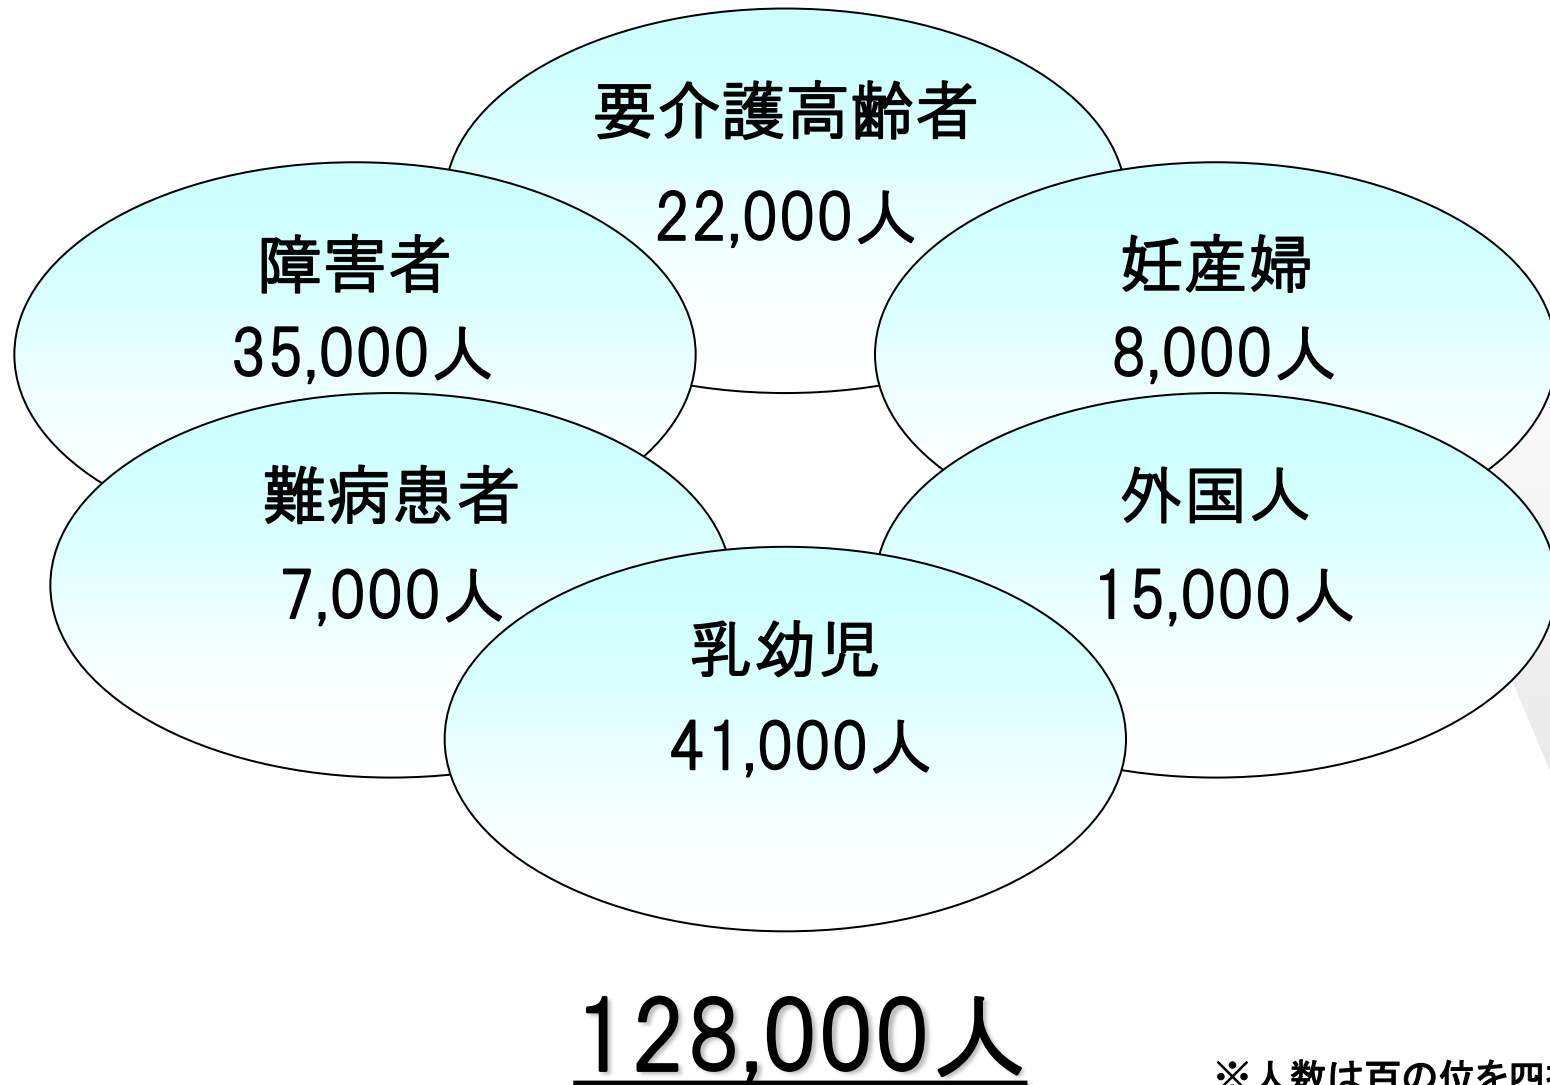 要介護高齢者
22,000人
障害者
35,000人
妊産婦
8,000人
難病患者
7,000人
外国人
15,000人
乳幼児
41,000人
128,000人
※人数は百の位を四